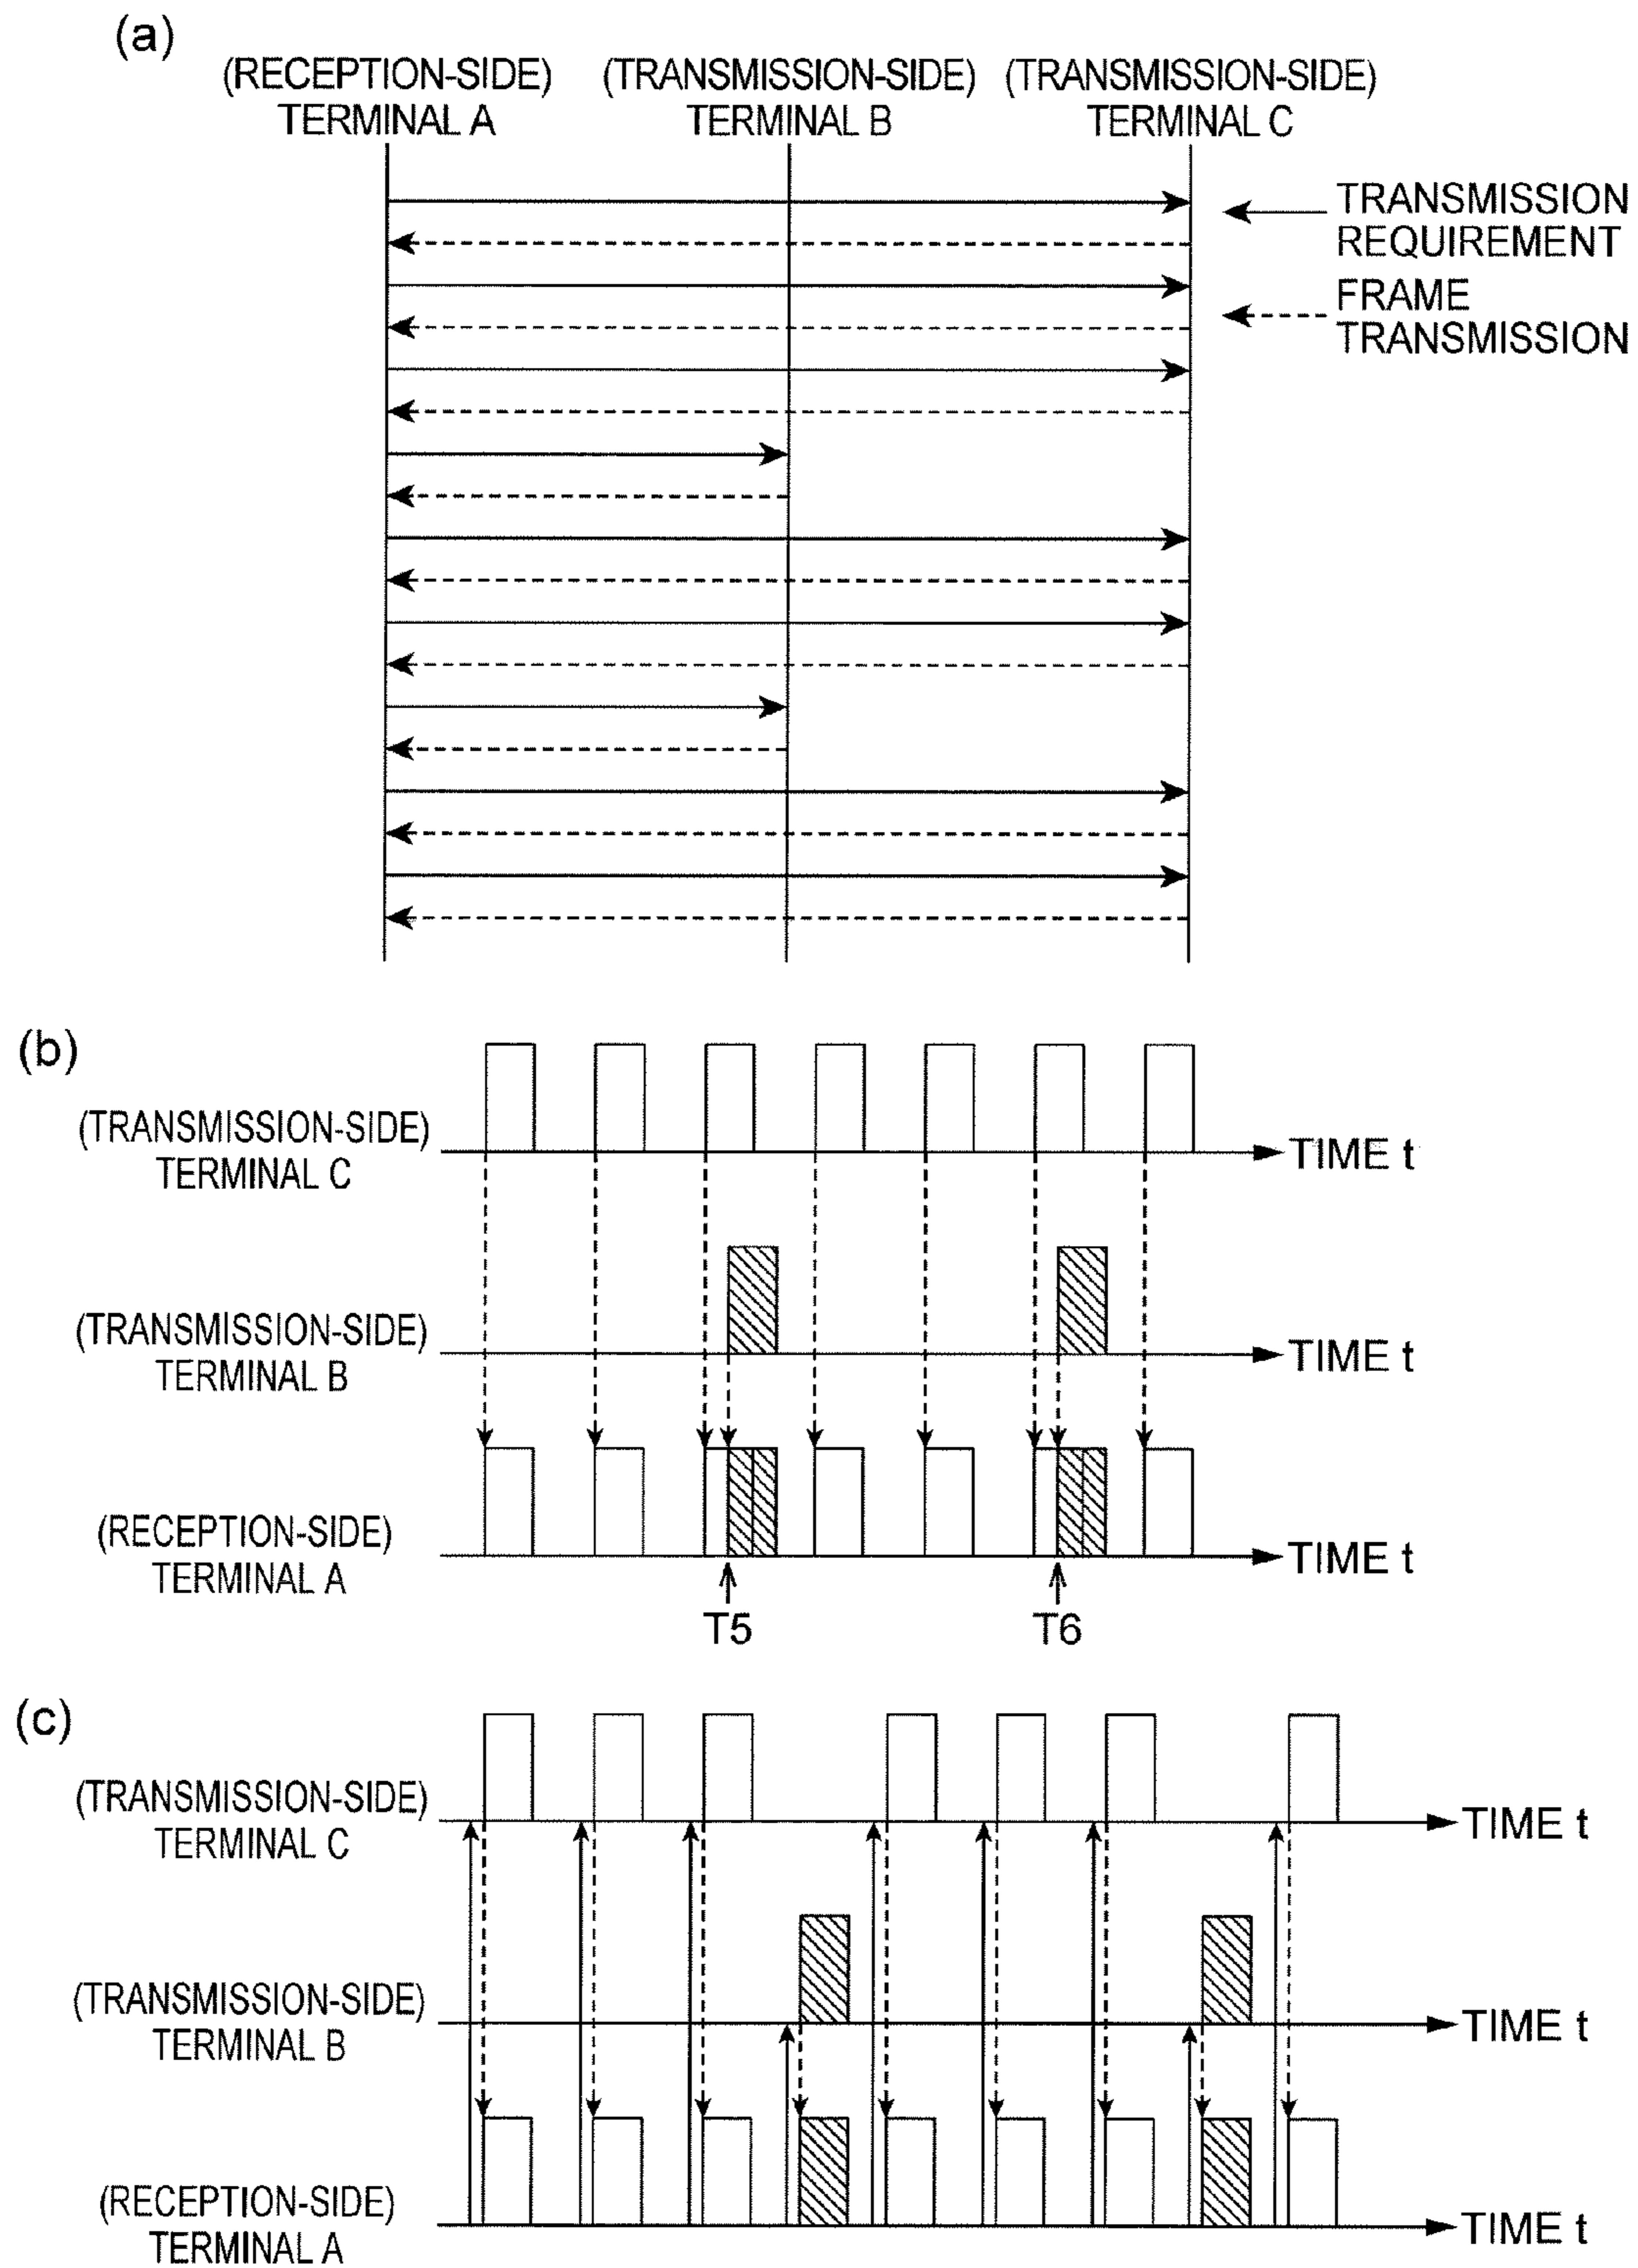 (a)
(RECEPTION-SIDE) (TRANSMISSION-SIDE) (TRANSMISSION-SIDE)
TERMINAL A TERMINAL B TERMINAL C
TRANSMISSION
REQUIREMENT
FRAME
TRANSMISSION
(b)
(TRANSMISSION-SIDE)
TERMINAL C
TIME t
(TRANSMISSION-SIDE)
TERMINAL B
TIME t
(RECEPTION-SIDE)
TERMINAL A
TIME t
T5 T6
(c)
(TRANSMISSION-SIDE)
TERMINAL C
TIME t
(TRANSMISSION-SIDE)
TERMINAL B
TIME t
(RECEPTION-SIDE)
TERMINAL A
TIME t